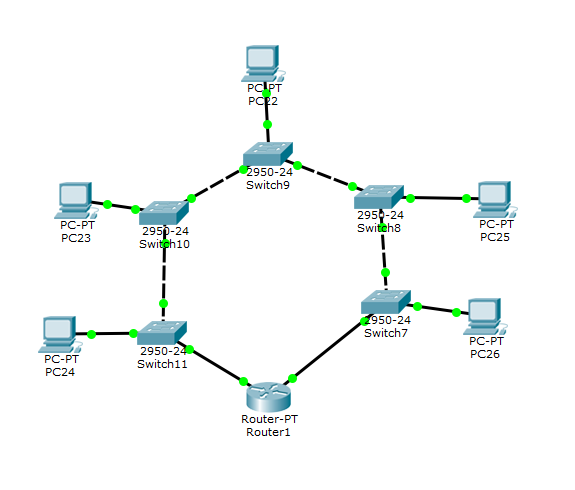 PC-PT
PC22
2950-24
Switch9
2950-24
Switch8
PC-PT
PC25
PC-PT
PC23
2950-24
Switch10
2950-24
Switch7
PC-PT
PC26
PC-PT
PC24
2950-24
Switch11
Router-PT
Router1